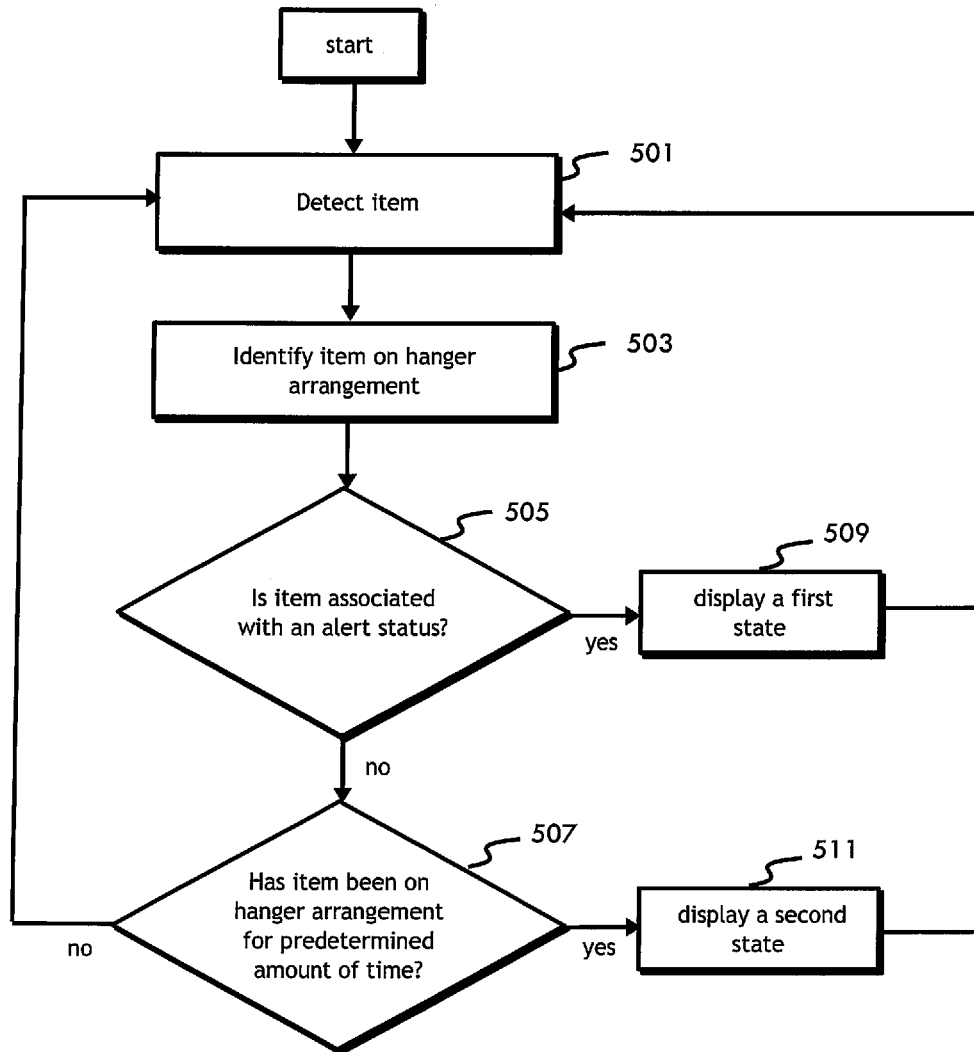 start
501
Detect item
503
Identify item on hanger
arrangement
505
Is item associated
with an alert status?
yes
509
display a first
state
no
507
Has item been on
hanger arrangement
for predetermined
amount of time?
no
yes
511
display a second
state